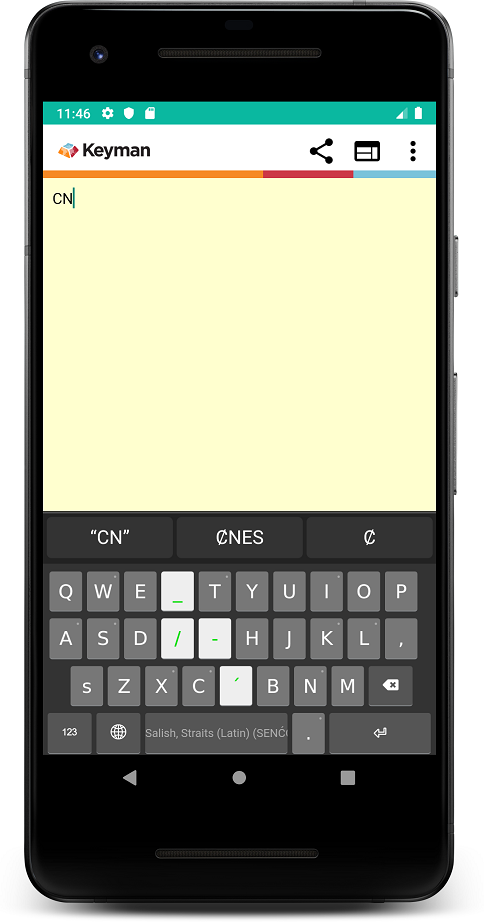 11:46
Keyman
CN
“CN” ȻNES Ȼ
Q W E _ T Y U I O P
A S D / - H J K L ,
s Z X C ´ B N M
123 Salish, Straits (Latin) (SENĆ .